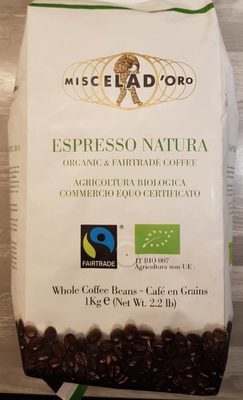 MISCELA D'ORO
ESPRESSO NATURA
ORGANIC & FAIRTRADE COFFEE
AGRICOLTURA BIOLOGICA
COMMERCIO EQUO CERTIFICATO
FAIRTRADE
IT BIO 007
Agricoltura non UE
Whole Coffee Beans - Café en Grains
1Kg e (Net Wt. 2.2 lb)